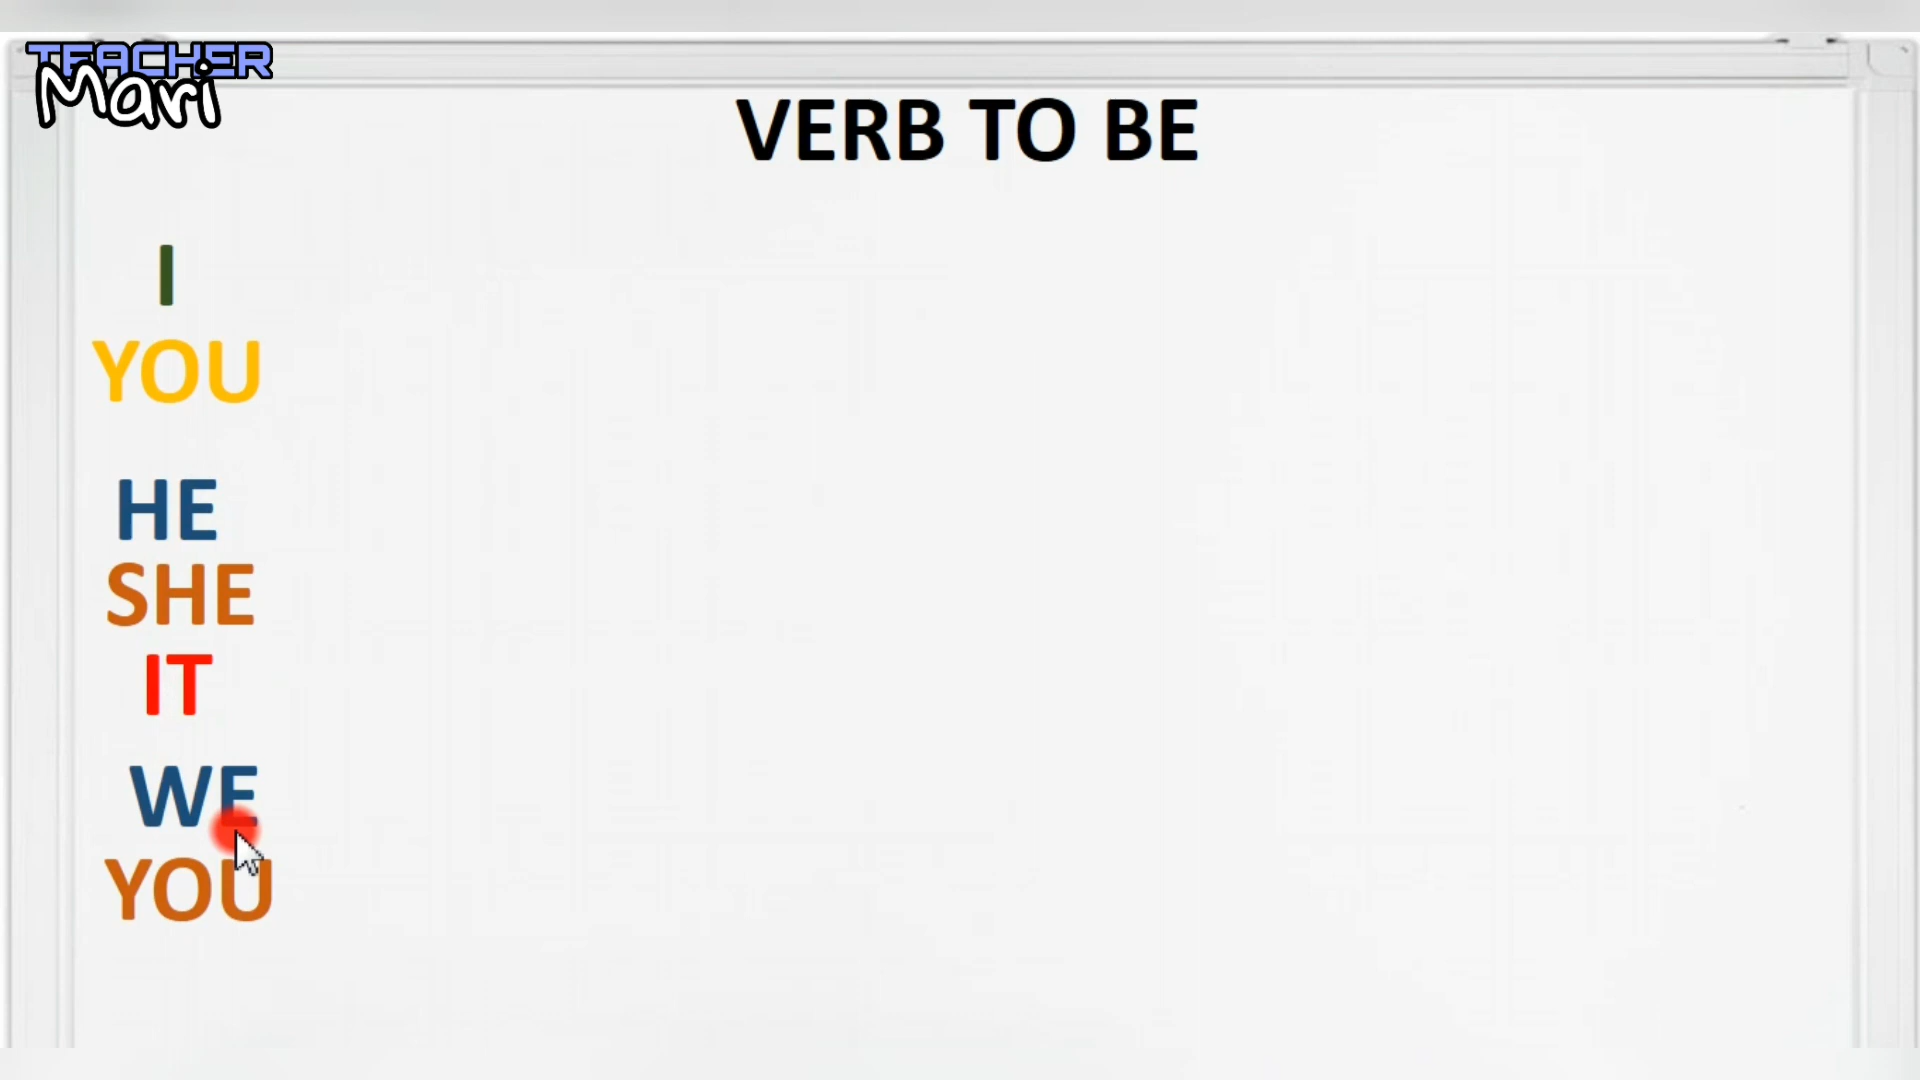 TEACHER
Mari
VERB TO BE
I
YOU
HE
SHE
IT
WE
YOU